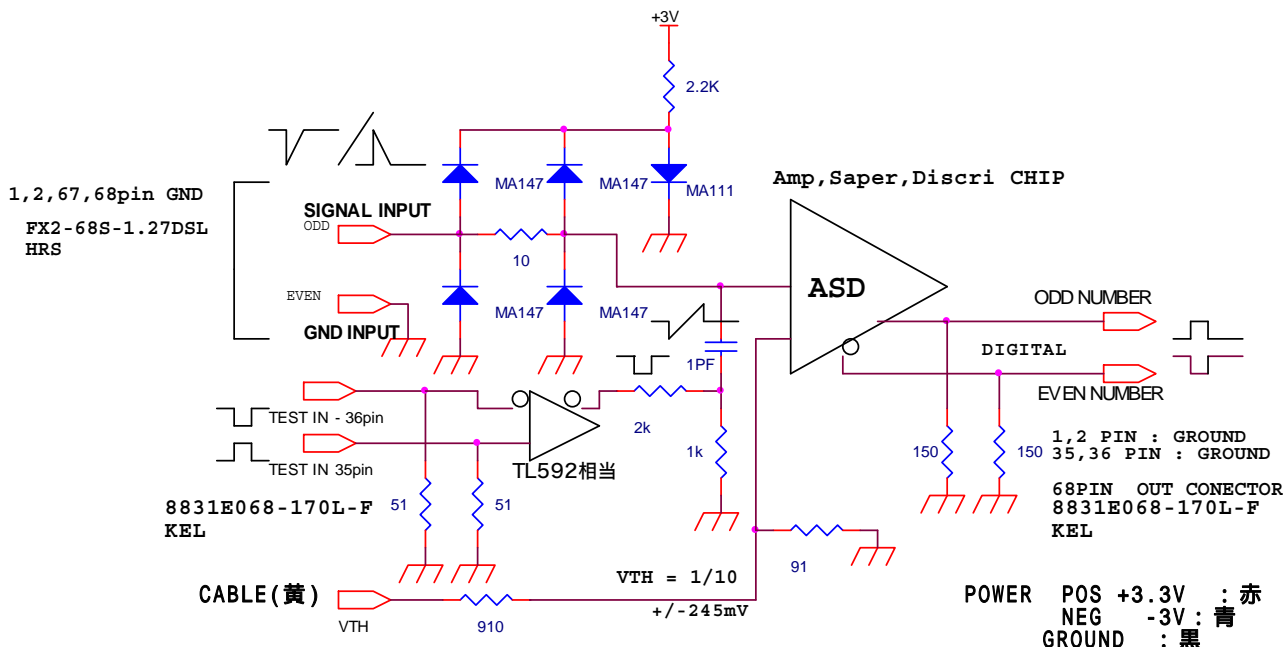 +3V
2.2K
1,2,67,68pin GND
MA147
MA147
MA111
Amp,Saper,Discri CHIP
FX2-68S-1.27DSL
HRS
SIGNAL INPUT
ODD
10
ASD
EVEN
MA147
MA147
GND INPUT
ODD NUMBER
DIGITAL
1PF
EVEN NUMBER
TEST IN - 36pin
2k
TEST IN 35pin
1k
TL592相当
150
150
1,2 PIN : GROUND
35,36 PIN : GROUND
8831E068-170L-F
KEL
51
51
68PIN OUT CONECTOR
8831E068-170L-F
KEL
91
CABLE(黄)
VTH
910
VTH = 1/10
+/-245mV
POWER POS +3.3V : 赤
NEG -3V : 青
GROUND : 黒